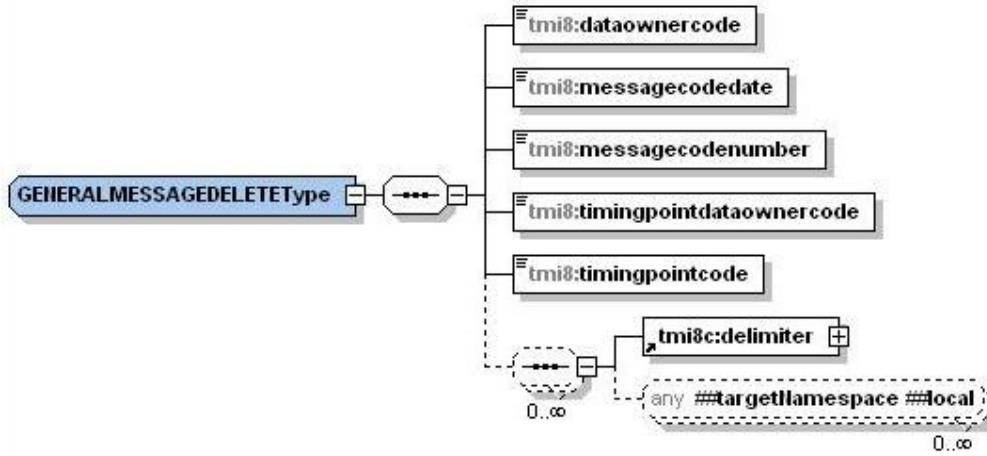 tmi8:dataownercode
tmi8:messagecodedate
tmi8:messagecodenumber
GENERALMESSAGEDELETEType
tmi8:timingpointdataownercode
tmi8:timingpointcode
tmi8c:delimiter
0..∞
any ##targetNamespace ##local
0..∞